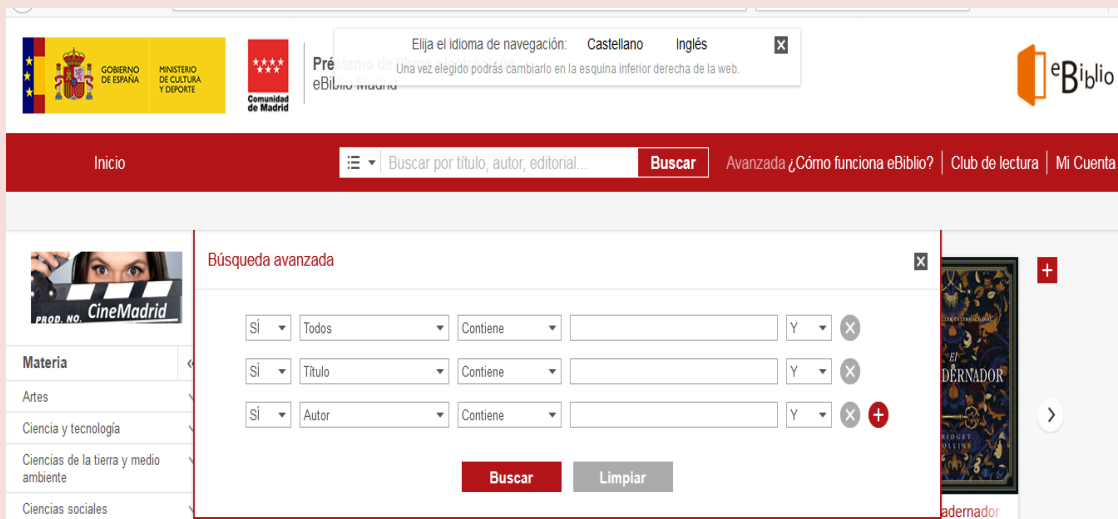 Elija el idioma de navegación: Castellano Inglés
Una vez elegido podrás cambiarlo en la esquina inferior derecha de la web.
GOBIERNO DE ESPAÑA
MINISTERIO DE CULTURA Y DEPORTE
Comunidad de Madrid
eBiblio Madrid
eBiblio
Inicio
Buscar por título, autor, editorial...
Buscar
Avanzada
¿Cómo funciona eBiblio?
Club de lectura
Mi Cuenta
PROD. NO. CineMadrid
Materia
Artes
Ciencia y tecnología
Ciencias de la tierra y medio
ambiente
Ciencias sociales
Búsqueda avanzada
SÍ Todos Contiene Y
SÍ Título Contiene Y
SÍ Autor Contiene Y
Buscar Limpiar
El